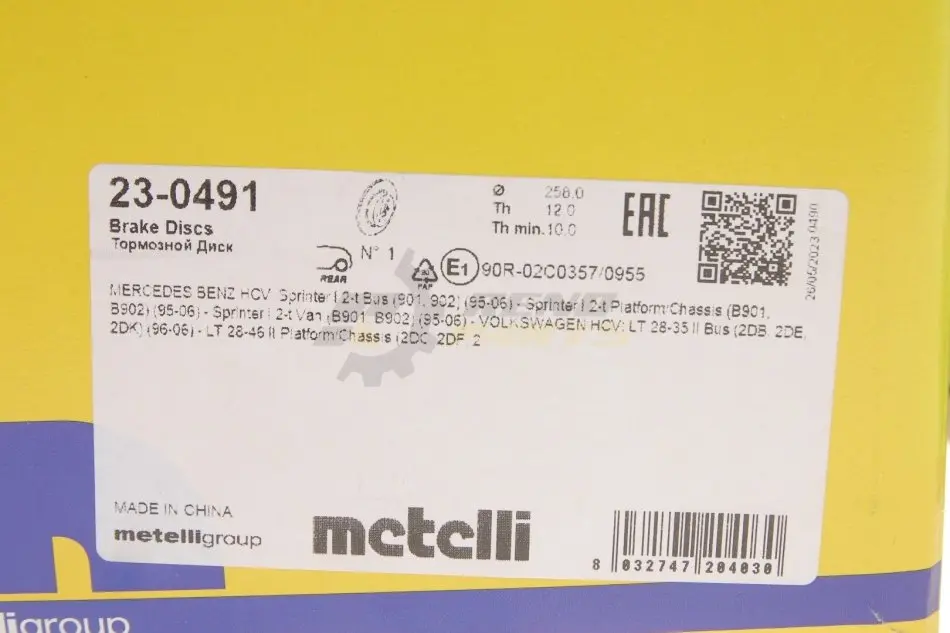 23-0491
Brake Discs
Тормозной Диск
REAR
N° 1
Ø 258.0
Th 12.0
Th min. 10.0
EAC
PAP
E1 90R-02C0357/0955
26/05/2023 0490
MERCEDES BENZ HCV: Sprinter I 2-t Bus (901, 902) (95-06) - Sprinter I 2-t Platform/Chassis (B901,
B902) (95-06) - Sprinter I 2-t Van (B901, B902) (95-06) - VOLKSWAGEN HCV: LT 28-35 II Bus (2DB, 2DE,
2DK) (96-06) - LT 28-46 II Platform/Chassis (2DC, 2DF, 2
MADE IN CHINA
metelligroup
metelli
8 032747 204030
ligroup